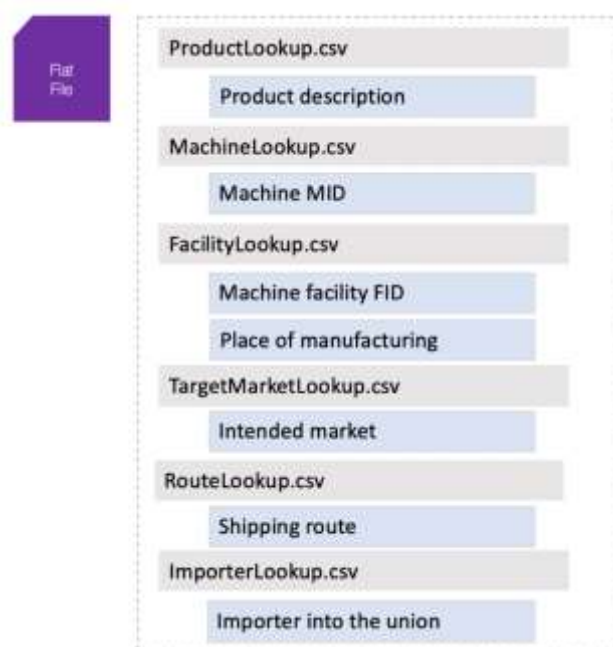 Flat
File
ProductLookup.csv
Product description
MachineLookup.csv
Machine MID
FacilityLookup.csv
Machine facility FID
Place of manufacturing
TargetMarketLookup.csv
Intended market
RouteLookup.csv
Shipping route
ImporterLookup.csv
Importer into the union